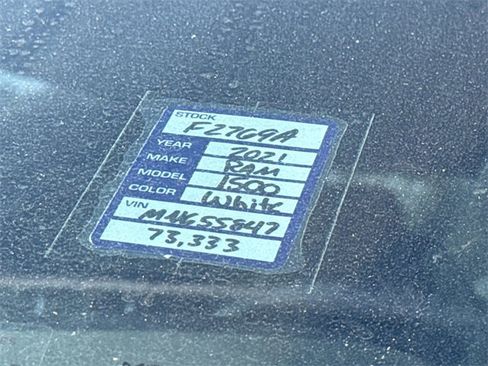 STOCK
F2769A
YEAR 2021
MAKE RAM
MODEL 1500
COLOR White
VIN
MN655847
73,333